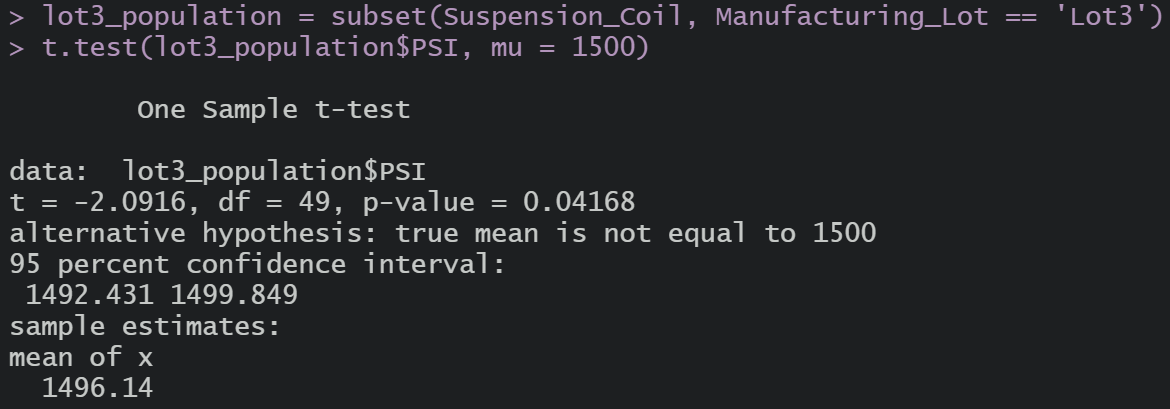 > lot3_population = subset(Suspension_Coil, Manufacturing_Lot == 'Lot3')
> t.test(lot3_population$PSI, mu = 1500)
One Sample t-test
data:  lot3_population$PSI
t = -2.0916, df = 49, p-value = 0.04168
alternative hypothesis: true mean is not equal to 1500
95 percent confidence interval:
1492.431 1499.849
sample estimates:
mean of x
1496.14